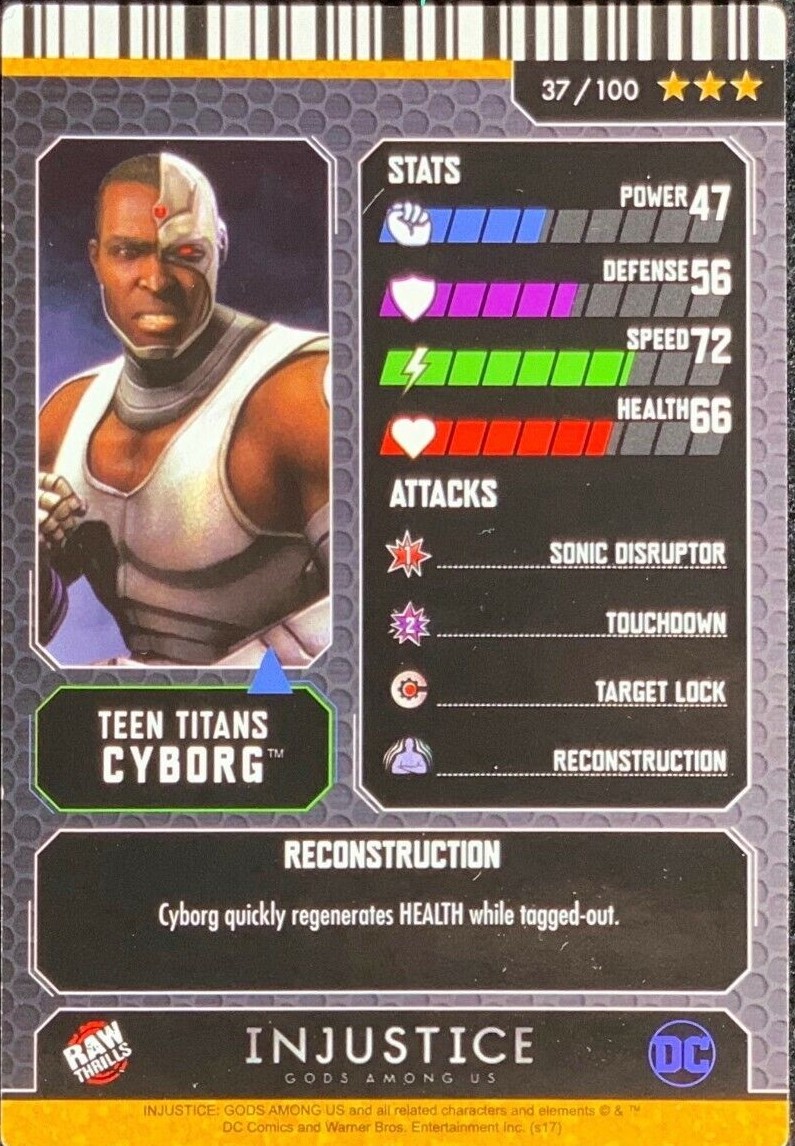 37/100 ★★★
STATS
POWER 47
DEFENSE 56
SPEED 72
HEALTH 66
ATTACKS
1 SONIC DISRUPTOR
2 TOUCHDOWN
TARGET LOCK
RECONSTRUCTION
TEEN TITANS
CYBORG™
RECONSTRUCTION
Cyborg quickly regenerates HEALTH while tagged-out.
RAW
THRILLS
INJUSTICE
GODS AMONG US
DC
INJUSTICE: GODS AMONG US and all related characters and elements © & ™
DC Comics and Warner Bros. Entertainment Inc. (s17)